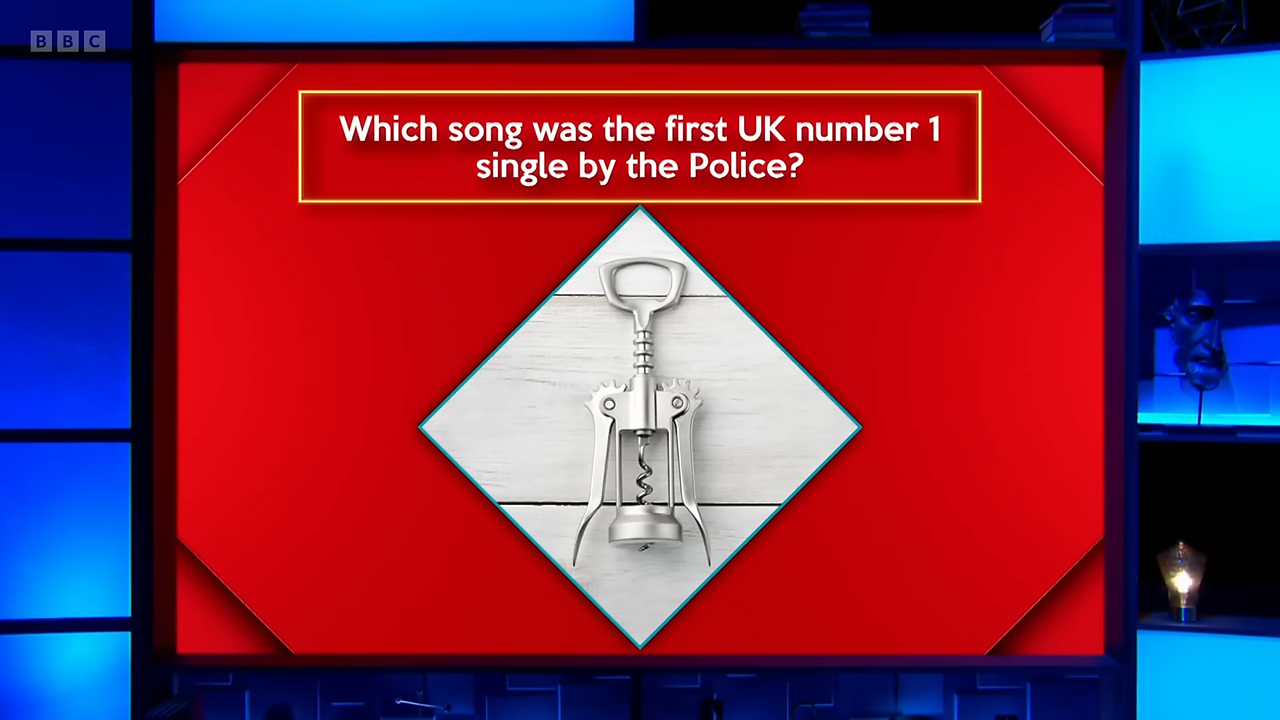 BBC
Which song was the first UK number 1
single by the Police?